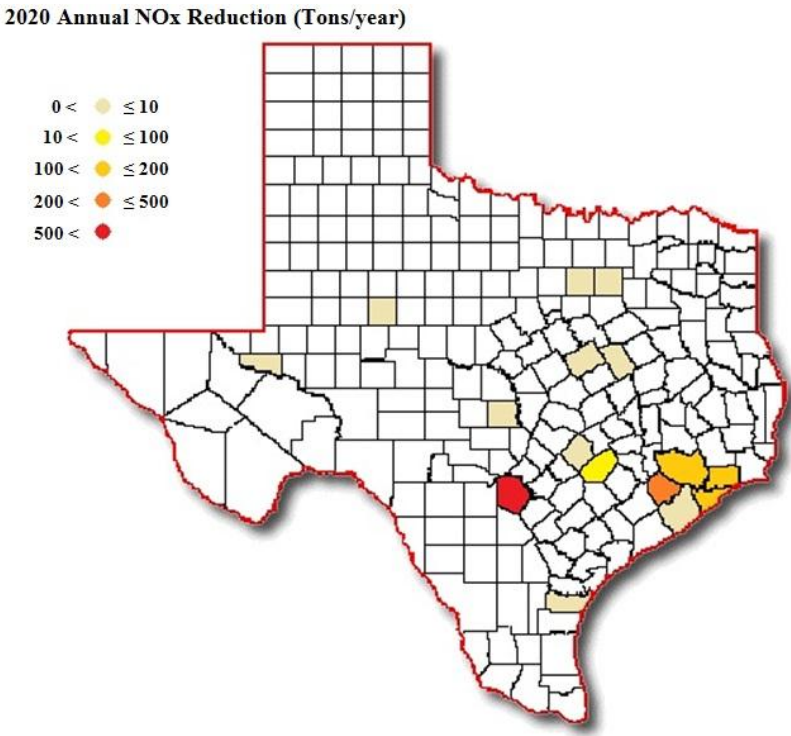 2020 Annual NOx Reduction (Tons/year)
0 < ≤ 10
10 < ≤ 100
100 < ≤ 200
200 < ≤ 500
500 <